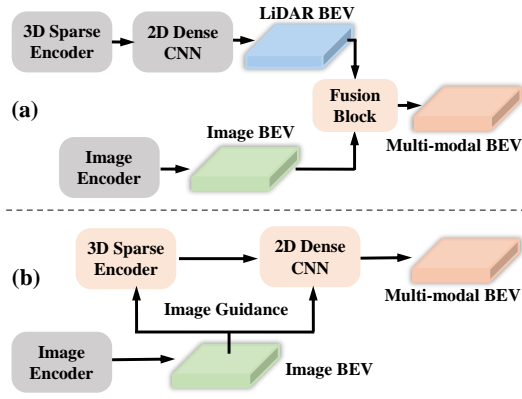 LiDAR BEV
3D Sparse
Encoder
2D Dense
CNN
(a)
Fusion
Block
Image BEV
Multi-modal BEV
Image
Encoder
3D Sparse
Encoder
2D Dense
CNN
(b)
Image Guidance
Multi-modal BEV
Image
Encoder
Image BEV